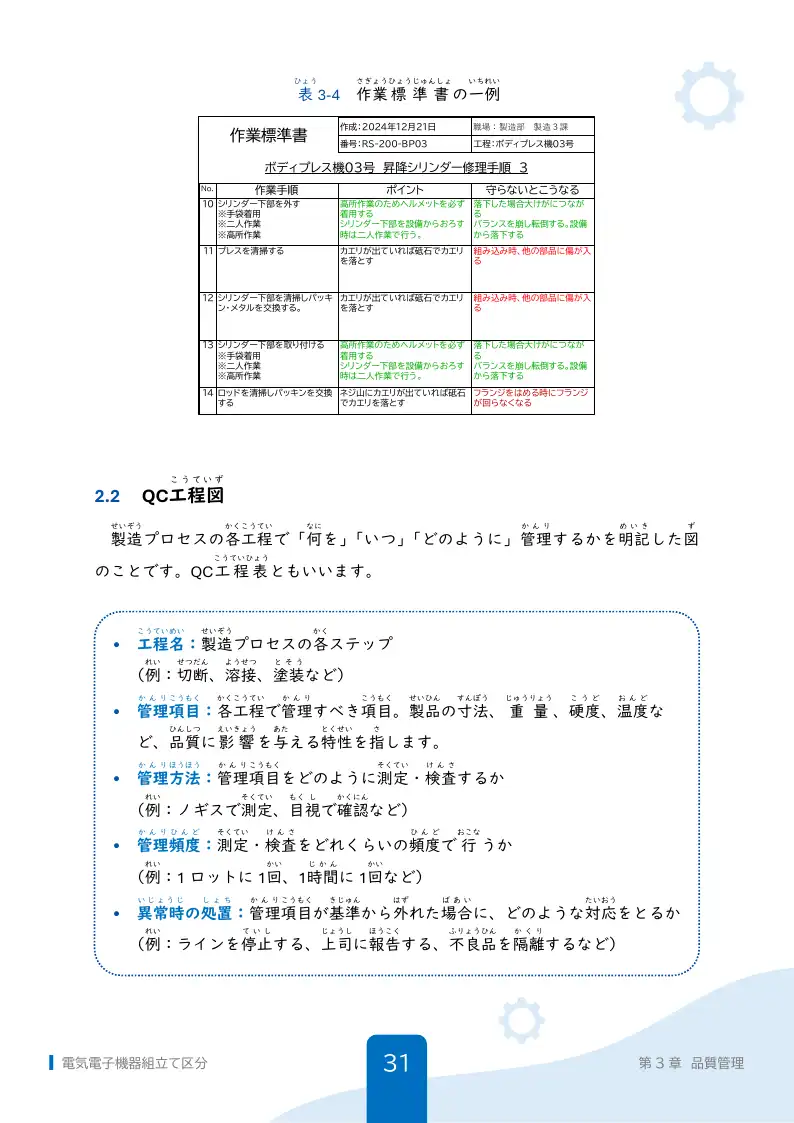 ひょう さぎょうひょうじゅんしょ いちれい
表 3-4 作業標準書の一例
作業標準書
作成：2024年12月21日
職場：製造部 製造３課
番号：RS-200-BP03
工程：ボディプレス機03号
ボディプレス機03号 昇降シリンダー修理手順 3
No. 作業手順 ポイント 守らないとこうなる
10
シリンダー下部を外す
※手袋着用
※二人作業
※高所作業
高所作業のためヘルメットを必ず
着用する
シリンダー下部を設備からおろす
時は二人作業で行う。
落下した場合大けがにつなが
る
バランスを崩し転倒する。設備
から落下する
11
プレスを清掃する
カエリが出ていれば砥石でカエリ
を落とす
組み込み時、他の部品に傷が入
る
12
シリンダー下部を清掃しパッキ
ン・メタルを交換する。
カエリが出ていれば砥石でカエリ
を落とす
組み込み時、他の部品に傷が入
る
13
シリンダー下部を取り付ける
※手袋着用
※二人作業
※高所作業
高所作業のためヘルメットを必ず
着用する
シリンダー下部を設備からおろす
時は二人作業で行う。
落下した場合大けがにつなが
る
バランスを崩し転倒する。設備
から落下する
14
ロッドを清掃しパッキンを交換
する
ネジ山にカエリが出ていれば砥石
でカエリを落とす
フランジをはめる時にフランジ
が回らなくなる
こうていず
2.2 QC工程図
せいぞう かくこうてい なに かんり めいき ず
製造プロセスの各工程で「何を」「いつ」「どのように」管理するかを明記した図
こうていひょう
のことです。QC工程表ともいいます。
こうていめい せいぞう かく
• 工程名：製造プロセスの各ステップ
れい せつだん ようせつ とそう
（例：切断、溶接、塗装など）
かんりこうもく かくこうてい かんり こうもく せいひん すんぽう じゅうりょう こうど おんど
• 管理項目：各工程で管理すべき項目。製品の寸法、重量、硬度、温度な
ひんしつ えいきょう あた とくせい さ
ど、品質に影響を与える特性を指します。
かんりほうほう かんりこうもく そくてい けんさ
• 管理方法：管理項目をどのように測定・検査するか
れい そくてい もくし かくにん
（例：ノギスで測定、目視で確認など）
かんりひんど そくてい けんさ ひんど おこな
• 管理頻度：測定・検査をどれくらいの頻度で行うか
れい かい じかん かい
（例：1 ロットに 1回、1時間に 1回など）
いじょうじ しょち かんりこうもく きじゅん はず ばあい たいおう
• 異常時の処置：管理項目が基準から外れた場合に、どのような対応をとるか
れい ていし じょうし ほうこく ふりょうひん かくり
（例：ラインを停止する、上司に報告する、不良品を隔離するなど）
電気電子機器組立て区分
31
第 3 章 品質管理